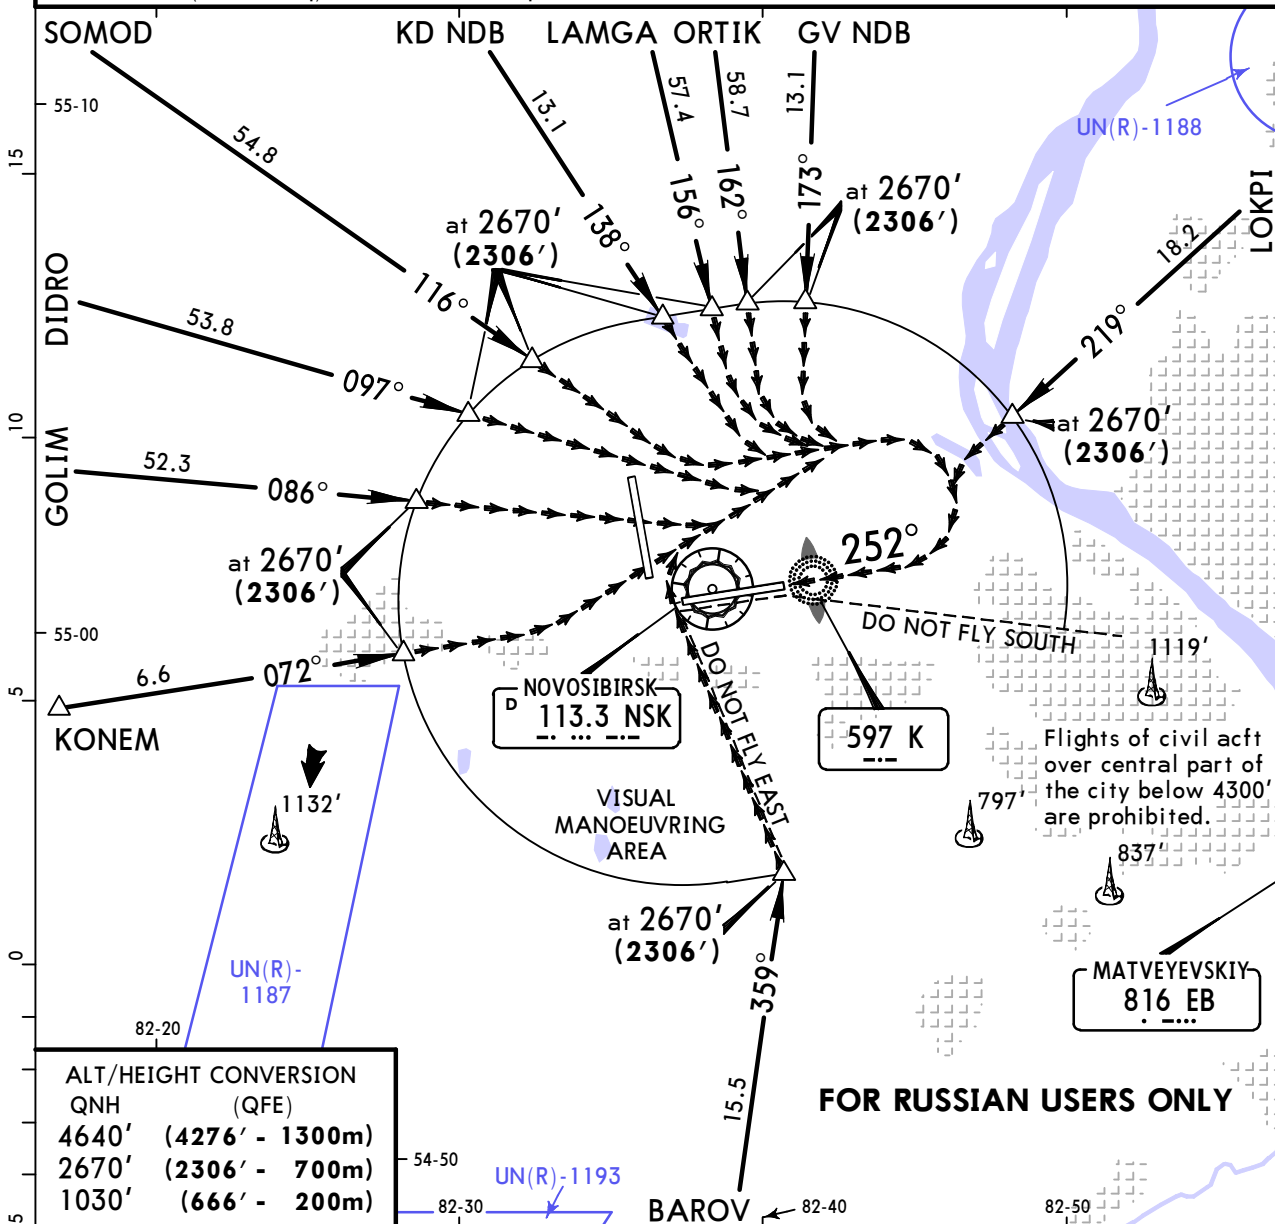 SOMOD
KD NDB
LAMGA
ORTIK
GV NDB
55-10
54.8
13.1
57.4
58.7
13.1
UN(R)-1188
LOKPI
15
138°
156°
162°
173°
at 2670'
(2306')
at 2670'
(2306')
18.2
DIDRO
116°
53.8
219°
097°
at 2670'
(2306')
10
GOLIM
52.3
086°
252°
at 2670'
(2306')
55-00
DO NOT FLY SOUTH
1119'
072°
6.6
5
KONEM
NOVOSIBIRSK
D 113.3 NSK
DO NOT FLY EAST
597 K
Flights of civil acft
over central part of
the city below 4300'
are prohibited.
1132'
VISUAL
MANOEUVRING
AREA
797'
837'
at 2670'
(2306')
0
UN(R)-
1187
359°
MATVEYEVSKIY
816 EB
82-20
ALT/HEIGHT CONVERSION
QNH (QFE)
4640' (4276' - 1300m)
2670' (2306' - 700m)
1030' (666' - 200m)
15.5
FOR RUSSIAN USERS ONLY
54-50
UN(R)-1193
5
82-30
BAROV
82-40
82-50